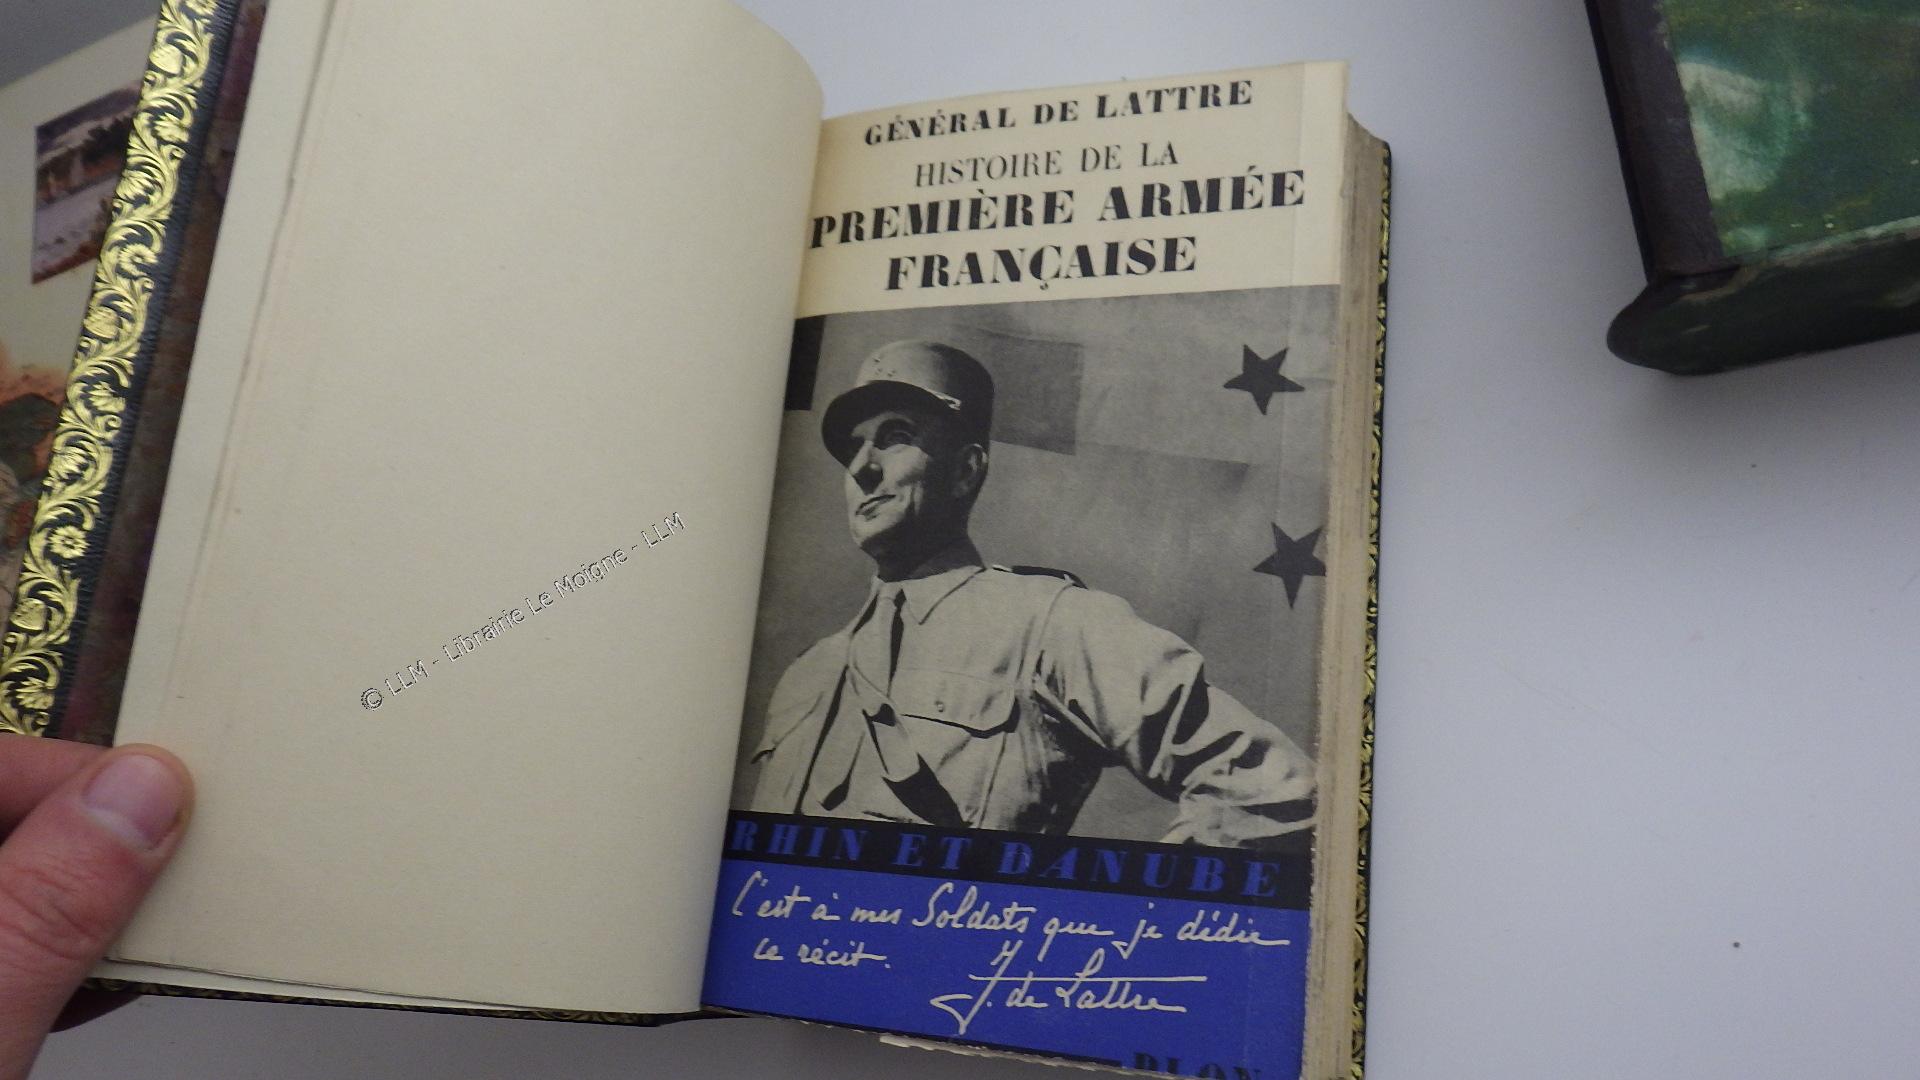 © LLM - Librairie Le Moigne - LLM
GÉNÉRAL DE LATTRE
HISTOIRE DE LA
PREMIÈRE ARMÉE
FRANÇAISE
RHIN ET DANUBE
C'est à mes Soldats que je dédie
ce récit.
J. de Lattre
PLON